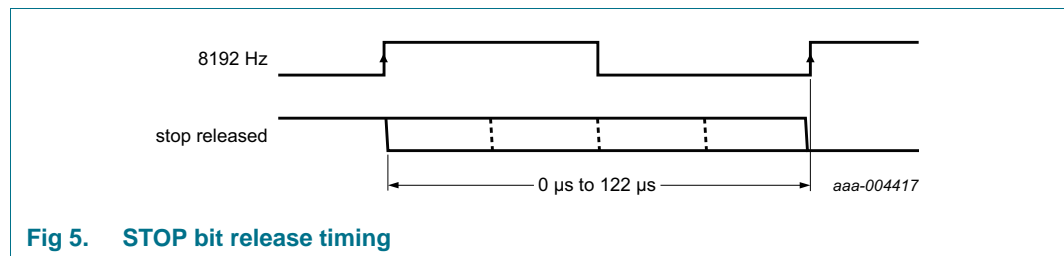 8192 Hz
stop released
0 μs to 122 μs
aaa-004417
Fig 5. STOP bit release timing